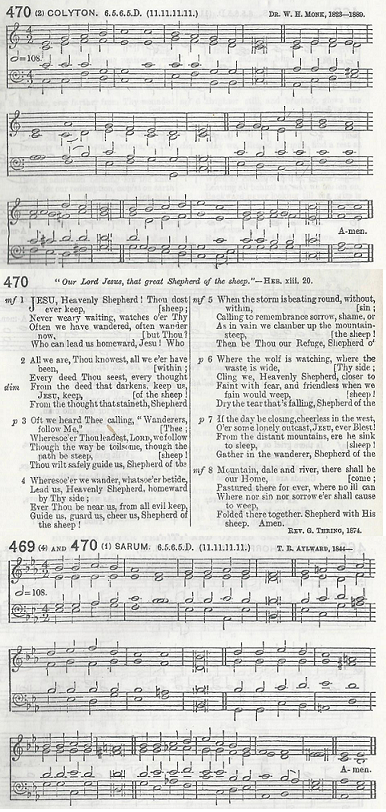 470 (2) COLYTON. 6.5.6.5.D. (11.11.11.11.) DR. W. H. MONK, 1823—1889.
=108.
A-men.
470
"Our Lord Jesus, that great Shepherd of the sheep."—HEB. xiii. 20.
mf 1 JESU, Heavenly Shepherd! Thou dost
ever keep, [sheep;
Never weary waiting, watches o'er Thy
Often we have wandered, often wander
now, [but Thou?
Who can lead us homeward, JESU! Who
2 All we are, Thou knowest, all we e'er have
been, [within;
Every deed Thou seest, every thought
dim From the deed that darkens, keep us,
JESU, keep, [of the sheep!
From the thought that staineth, Shepherd
p 3 Oft we heard Thee calling, "Wanderers,
follow Me," [Thee;
Wheresoe'er Thou leadest, LORD, we follow
Though the way be toilsome, though the
path be steep, [sheep!
Thou wilt safely guide us, Shepherd of the
4 Wheresoe'er we wander, whatsoe'er betide,
Lead us, Heavenly Shepherd, homeward
by Thy side;
Ever Thou be near us, from all evil keep,
Guide us, guard us, cheer us, Shepherd of
the sheep!
mf 5 When the storm is beating round, without,
within, [sin;
Calling to remembrance sorrow, shame, or
As in vain we clamber up the mountain-
steep, [the sheep!
Then be Thou our Refuge, Shepherd of
p 6 Where the wolf is watching, where the
waste is wide, [Thy side;
Cling we, Heavenly Shepherd, closer to
Faint with fear, and friendless when we
fain would weep, [sheep!
Dry the tear that's falling, Shepherd of the
p 7 If the day be closing, cheerless in the west,
O'er some lonely outcast, JESU, ever Blest!
From the distant mountains, ere he sink
to sleep, [sheep!
Gather in the wanderer, Shepherd of the
mf 8 Mountain, dale and river, there shall be
our Home, [come;
Pastured there for ever, where no ill can
Where nor sin nor sorrow e'er shall cause
to weep,
Folded there together, Shepherd with His
sheep. Amen.
REV. G. THRING, 1874.
469 (4) AND 470 (1) SARUM. 6.5.6.5.D. (11.11.11.11.) T. E. AYLWARD, 1844—
=108.
A-men.